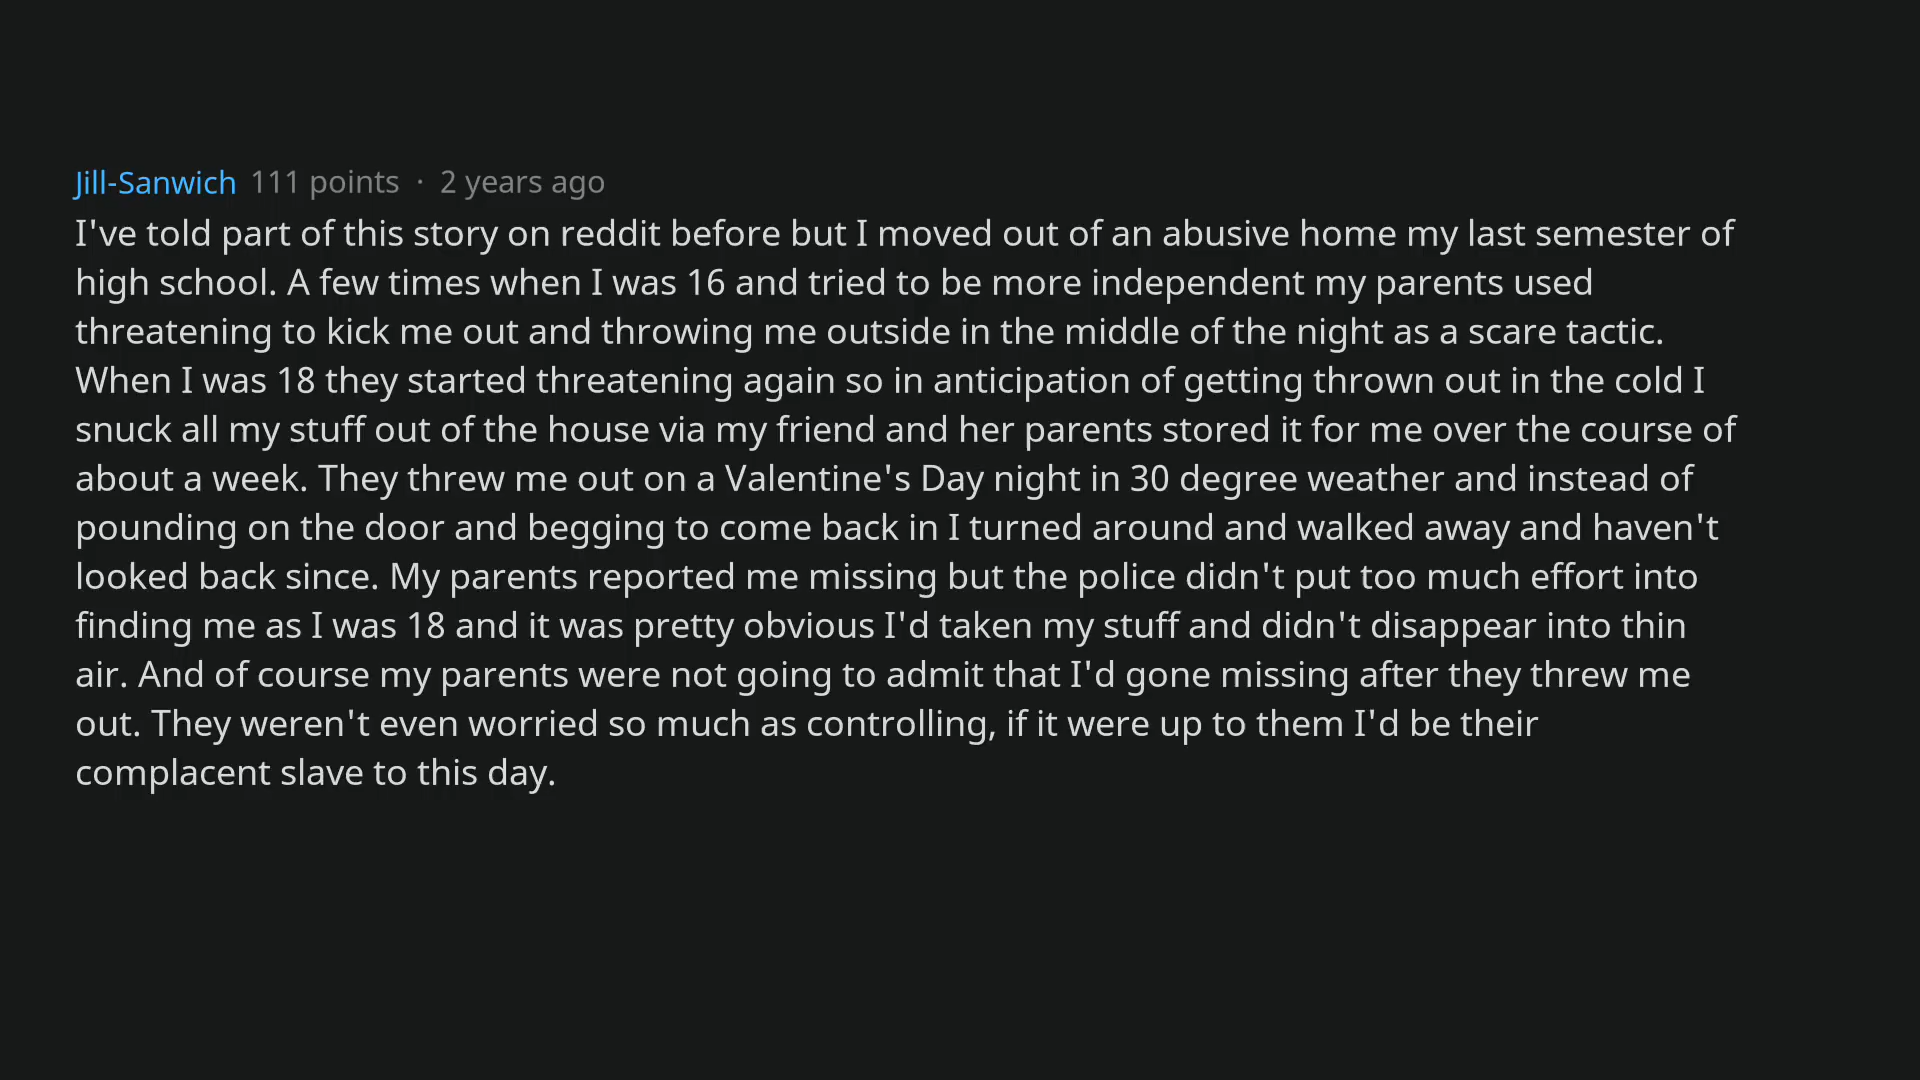 Jill-Sanwich 111 points · 2 years ago
I've told part of this story on reddit before but I moved out of an abusive home my last semester of
high school. A few times when I was 16 and tried to be more independent my parents used
threatening to kick me out and throwing me outside in the middle of the night as a scare tactic.
When I was 18 they started threatening again so in anticipation of getting thrown out in the cold I
snuck all my stuff out of the house via my friend and her parents stored it for me over the course of
about a week. They threw me out on a Valentine's Day night in 30 degree weather and instead of
pounding on the door and begging to come back in I turned around and walked away and haven't
looked back since. My parents reported me missing but the police didn't put too much effort into
finding me as I was 18 and it was pretty obvious I'd taken my stuff and didn't disappear into thin
air. And of course my parents were not going to admit that I'd gone missing after they threw me
out. They weren't even worried so much as controlling, if it were up to them I'd be their
complacent slave to this day.